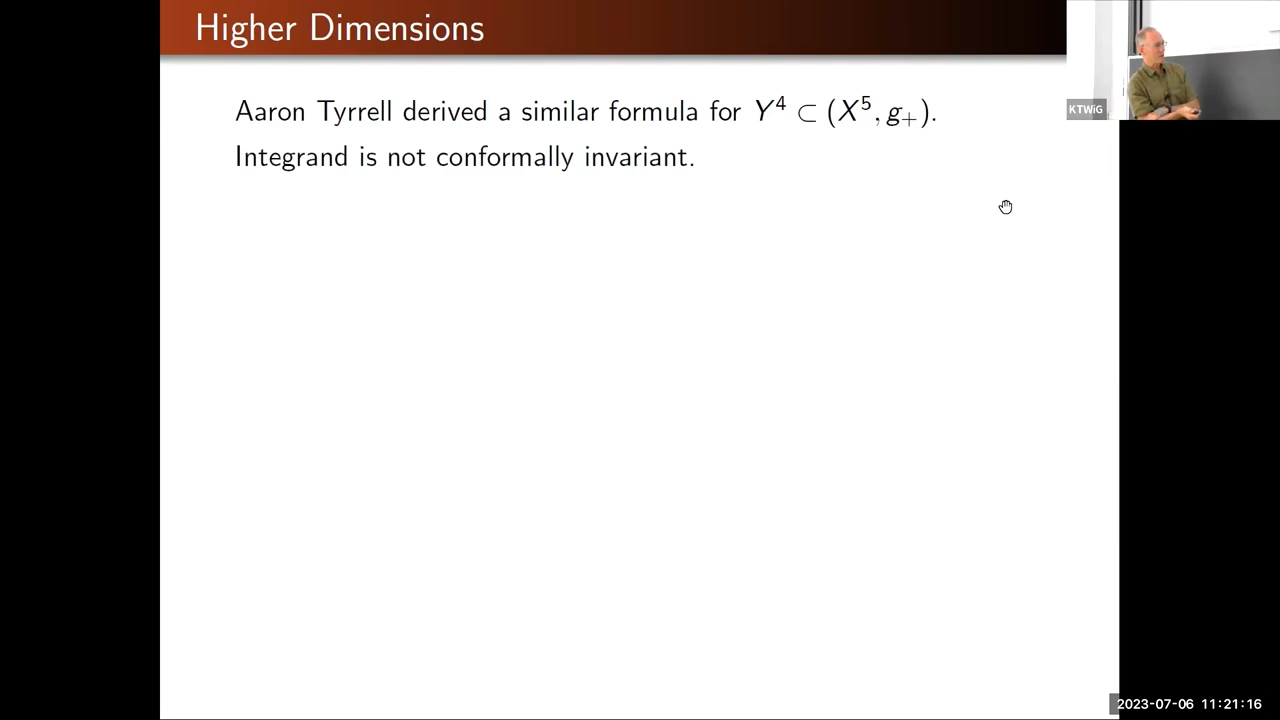 Higher Dimensions
Aaron Tyrrell derived a similar formula for Y⁴ ⊂ (X⁵, g₊).
Integrand is not conformally invariant.
KTWiG
2023-07-06 11:21:16